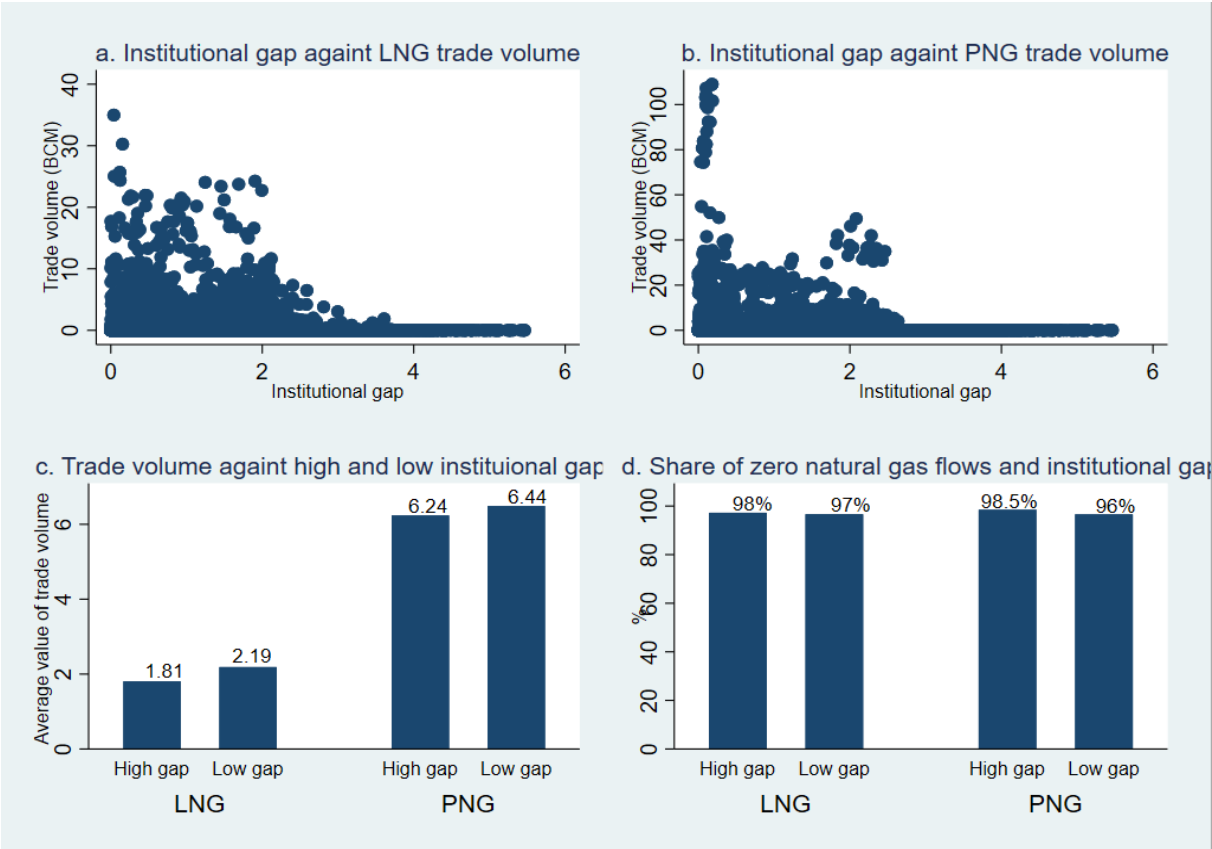 a. Institutional gap againt LNG trade volume
Trade volume (BCM)
40
30
20
10
0
0 2 4 6
Institutional gap
b. Institutional gap againt PNG trade volume
Trade volume (BCM)
100
80
60
40
20
0
0 2 4 6
Institutional gap
c. Trade volume againt high and low instituional gap
Average value of trade volume
6
4
2
0
1.81
2.19
6.24
6.44
High gap Low gap High gap Low gap
LNG PNG
d. Share of zero natural gas flows and institutional gap
%
100
80
60
40
20
0
98%
97%
98.5%
96%
High gap Low gap High gap Low gap
LNG PNG